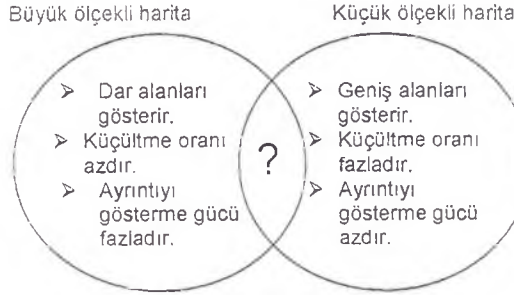 Büyük ölçekli harita
Küçük ölçekli harita
➢ Dar alanları
gösterir.
➢ Küçültme oranı
azdır.
➢ Ayrıntıyı
gösterme gücü
fazladır.
?
➢ Geniş alanları
gösterir.
➢ Küçültme oranı
fazladır.
➢ Ayrıntıyı
gösterme gücü
azdır.